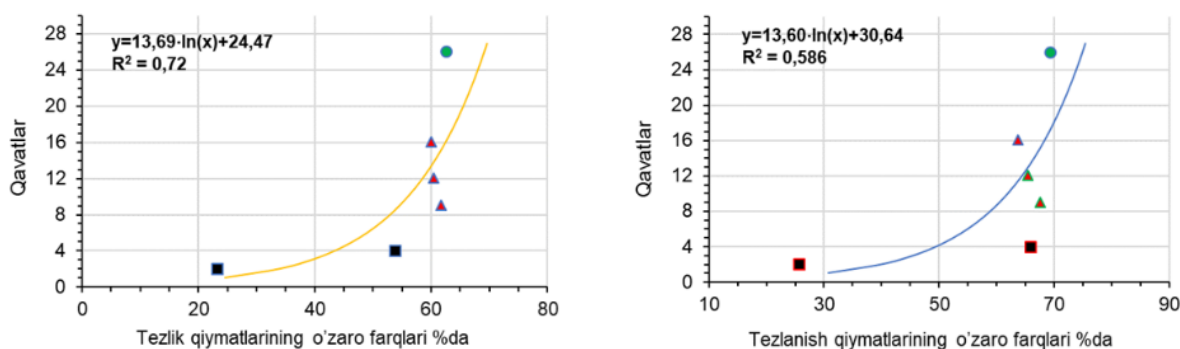 28
24
20
16
12
8
4
0
Qavatlar
y=13,69·ln(x)+24,47
R² = 0,72
0 20 40 60 80
Tezlik qiymatlarining o'zaro farqlari %da
28
24
20
16
12
8
4
0
Qavatlar
y=13,60·ln(x)+30,64
R² = 0,586
10 30 50 70 90
Tezlanish qiymatlarining o'zaro farqlari %da